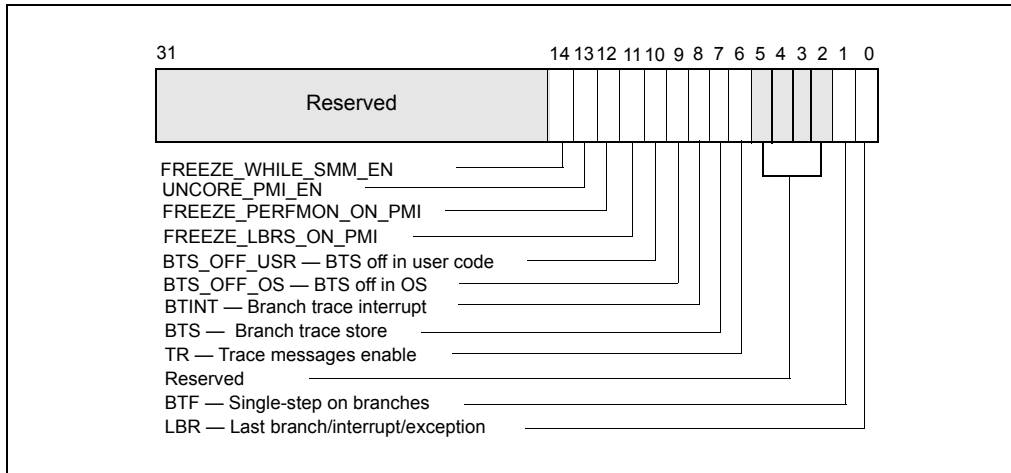 31 14 13 12 11 10 9 8 7 6 5 4 3 2 1 0
Reserved
FREEZE_WHILE_SMM_EN
UNCORE_PMI_EN
FREEZE_PERFMON_ON_PMI
FREEZE_LBRS_ON_PMI
BTS_OFF_USR — BTS off in user code
BTS_OFF_OS — BTS off in OS
BTINT — Branch trace interrupt
BTS — Branch trace store
TR — Trace messages enable
Reserved
BTF — Single-step on branches
LBR — Last branch/interrupt/exception